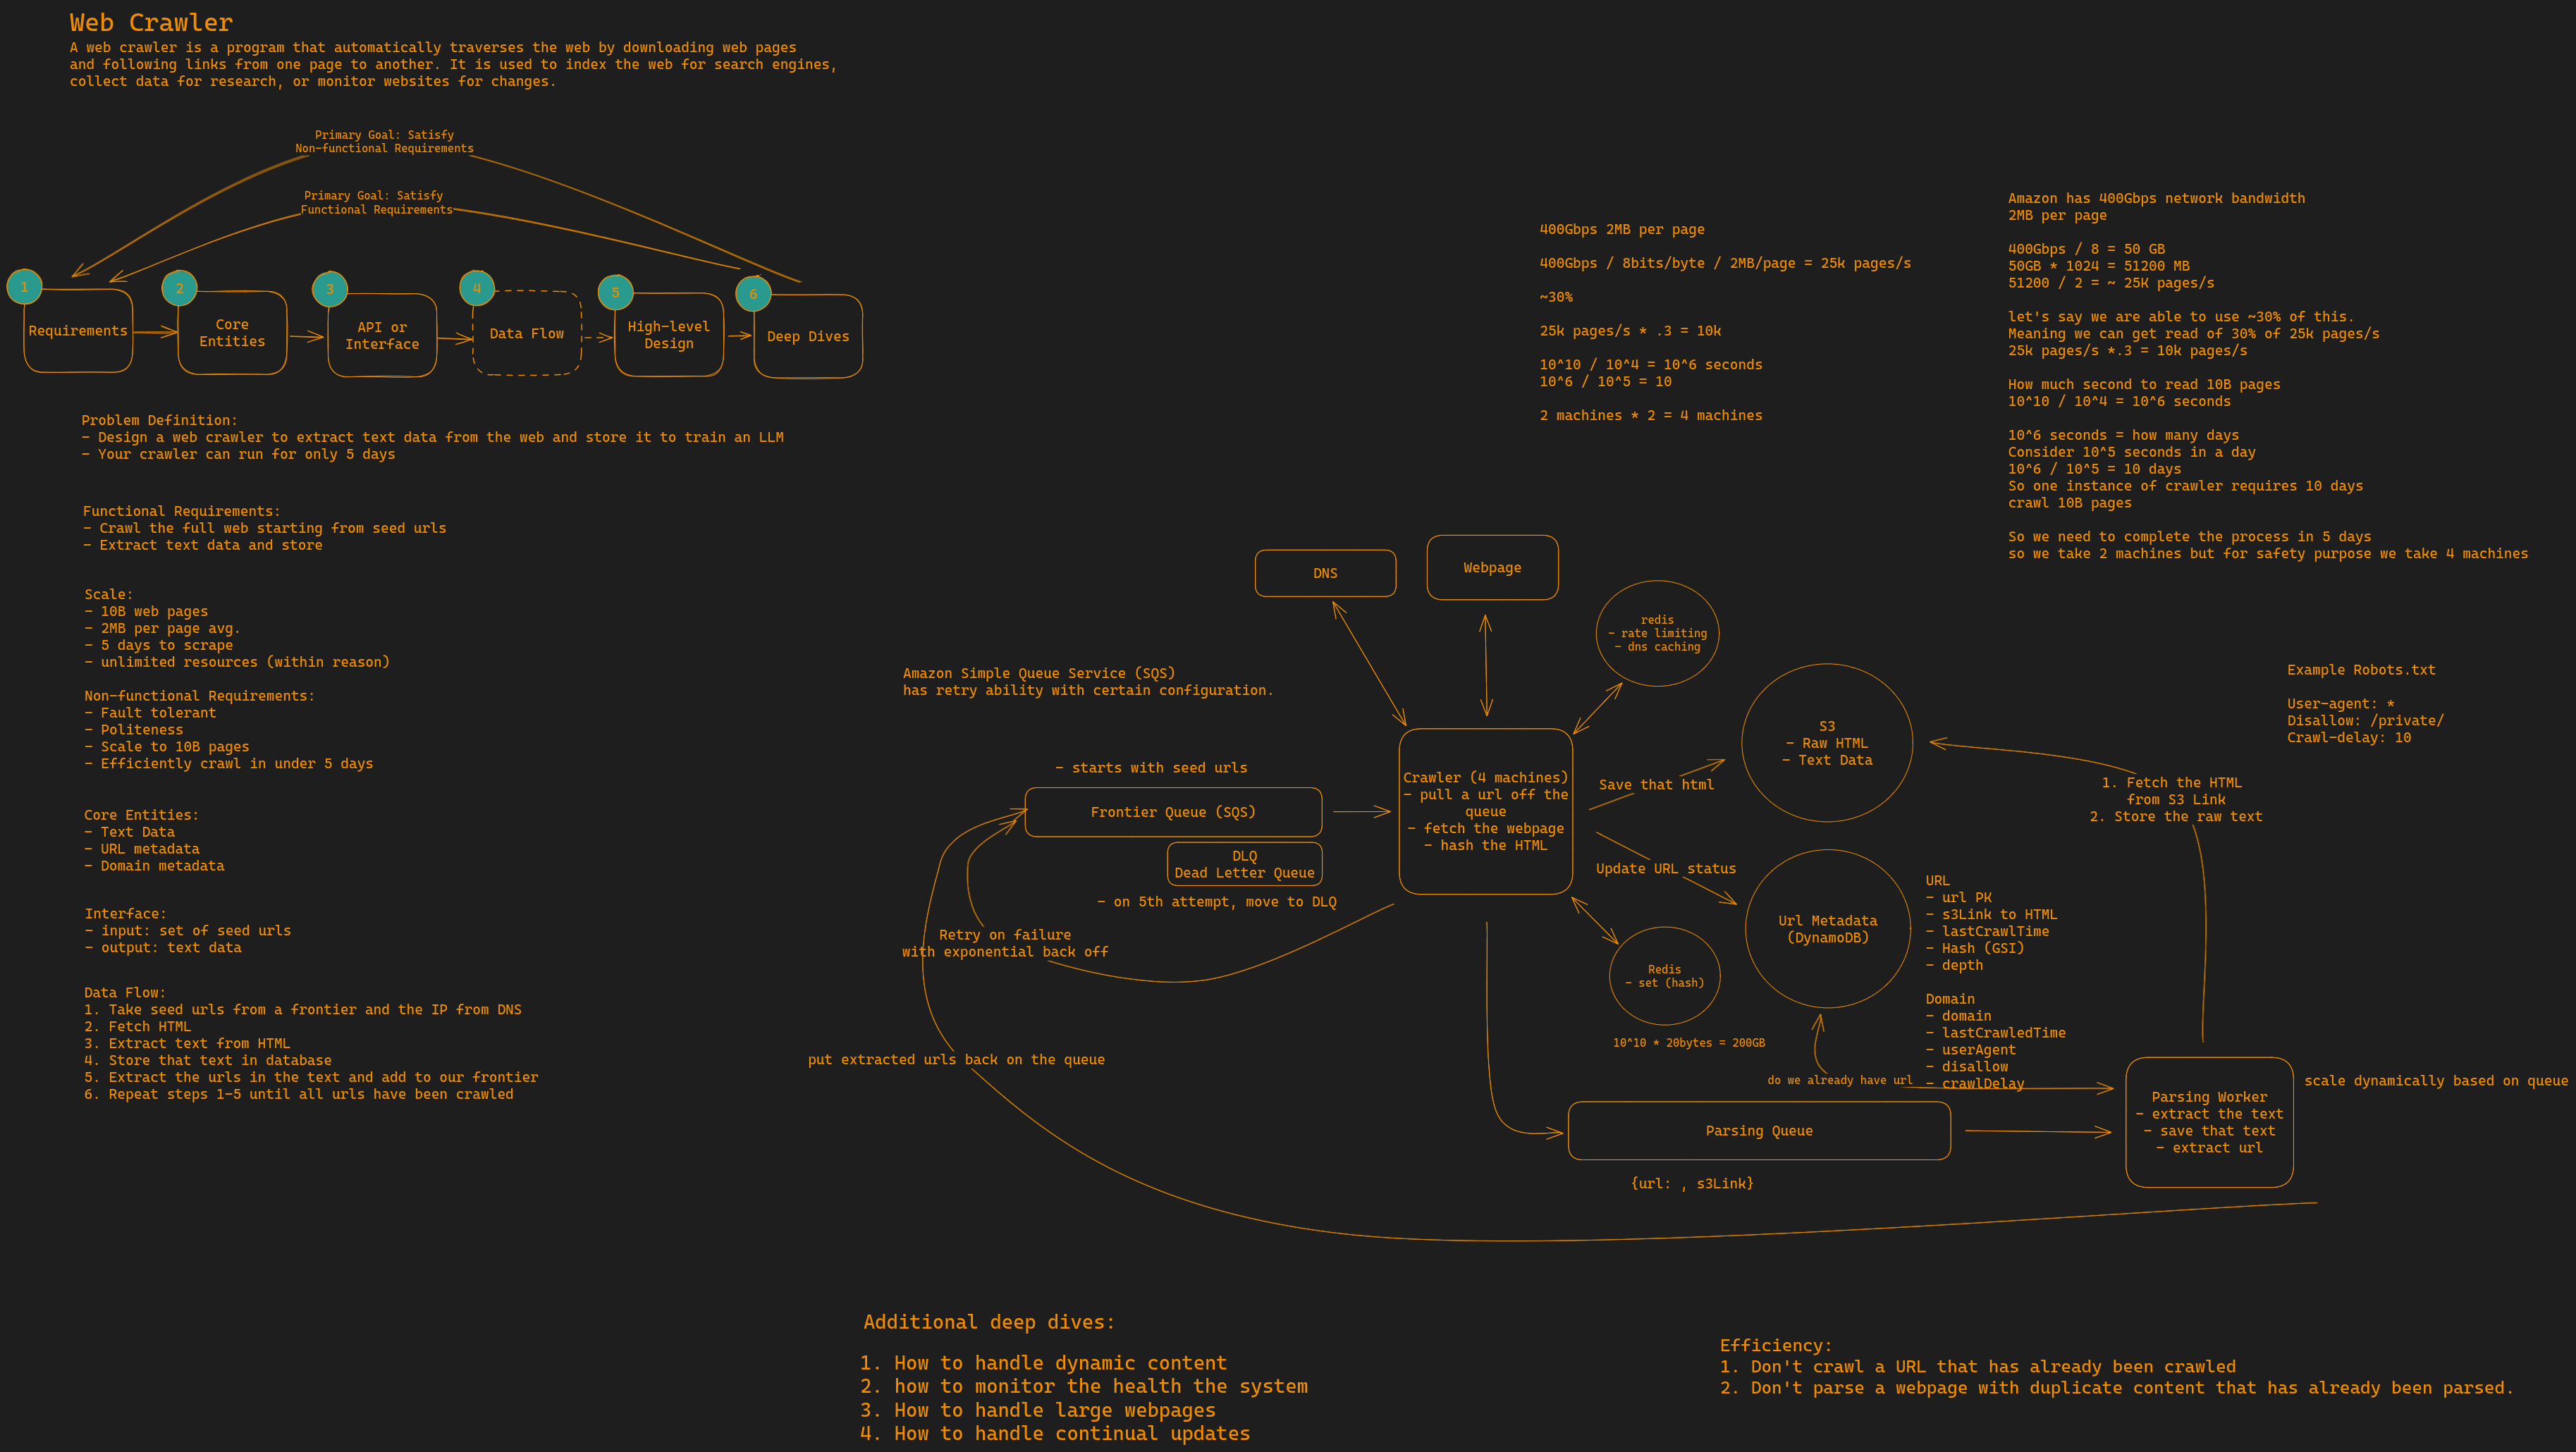 Web Crawler
A web crawler is a program that automatically traverses the web by downloading web pages
and following links from one page to another. It is used to index the web for search engines,
collect data for research, or monitor websites for changes.
Primary Goal: Satisfy
Non-functional Requirements
Primary Goal: Satisfy
Functional Requirements
1
Requirements
2
Core
Entities
3
API or
Interface
4
Data Flow
5
High-level
Design
6
Deep Dives
Problem Definition:
- Design a web crawler to extract text data from the web and store it to train an LLM
- Your crawler can run for only 5 days
Functional Requirements:
- Crawl the full web starting from seed urls
- Extract text data and store
Scale:
- 10B web pages
- 2MB per page avg.
- 5 days to scrape
- unlimited resources (within reason)
Non-functional Requirements:
- Fault tolerant
- Politeness
- Scale to 10B pages
- Efficiently crawl in under 5 days
Core Entities:
- Text Data
- URL metadata
- Domain metadata
Interface:
- input: set of seed urls
- output: text data
Data Flow:
1. Take seed urls from a frontier and the IP from DNS
2. Fetch HTML
3. Extract text from HTML
4. Store that text in database
5. Extract the urls in the text and add to our frontier
6. Repeat steps 1-5 until all urls have been crawled
400Gbps 2MB per page
400Gbps / 8bits/byte / 2MB/page = 25k pages/s
~30%
25k pages/s * .3 = 10k
10^10 / 10^4 = 10^6 seconds
10^6 / 10^5 = 10
2 machines * 2 = 4 machines
Amazon has 400Gbps network bandwidth
2MB per page
400Gbps / 8 = 50 GB
50GB * 1024 = 51200 MB
51200 / 2 = ~ 25K pages/s
let's say we are able to use ~30% of this.
Meaning we can get read of 30% of 25k pages/s
25k pages/s *.3 = 10k pages/s
How much second to read 10B pages
10^10 / 10^4 = 10^6 seconds
10^6 seconds = how many days
Consider 10^5 seconds in a day
10^6 / 10^5 = 10 days
So one instance of crawler requires 10 days
crawl 10B pages
So we need to complete the process in 5 days
so we take 2 machines but for safety purpose we take 4 machines
DNS
Webpage
redis
- rate limiting
- dns caching
Amazon Simple Queue Service (SQS)
has retry ability with certain configuration.
- starts with seed urls
Frontier Queue (SQS)
DLQ
Dead Letter Queue
- on 5th attempt, move to DLQ
Retry on failure
with exponential back off
put extracted urls back on the queue
Crawler (4 machines)
- pull a url off the
queue
- fetch the webpage
- hash the HTML
Save that html
Update URL status
S3
- Raw HTML
- Text Data
Url Metadata
(DynamoDB)
Redis
- set (hash)
10^10 * 20bytes = 200GB
do we already have url
URL
- url PK
- s3Link to HTML
- lastCrawlTime
- Hash (GSI)
- depth
Domain
- domain
- lastCrawledTime
- userAgent
- disallow
- crawlDelay
Example Robots.txt
User-agent: *
Disallow: /private/
Crawl-delay: 10
1. Fetch the HTML
from S3 Link
2. Store the raw text
Parsing Queue
{url: , s3Link}
Parsing Worker
- extract the text
- save that text
- extract url
scale dynamically based on queue
Additional deep dives:
1. How to handle dynamic content
2. how to monitor the health the system
3. How to handle large webpages
4. How to handle continual updates
Efficiency:
1. Don't crawl a URL that has already been crawled
2. Don't parse a webpage with duplicate content that has already been parsed.